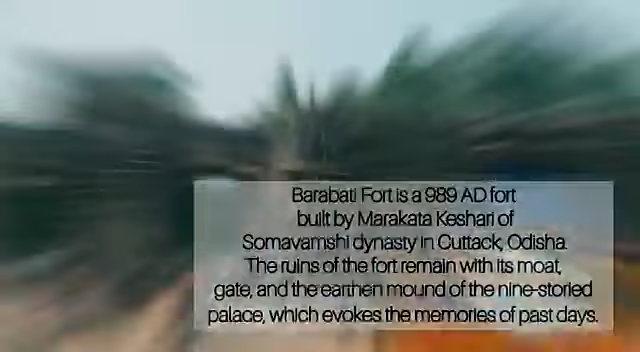 Barabati Fort is a 989 AD fort
built by Marakata Keshari of
Somavamshi dynasty in Cuttack, Odisha.
The ruins of the fort remain with its moat,
gate, and the earthen mound of the nine-storied
palace, which evokes the memories of past days.